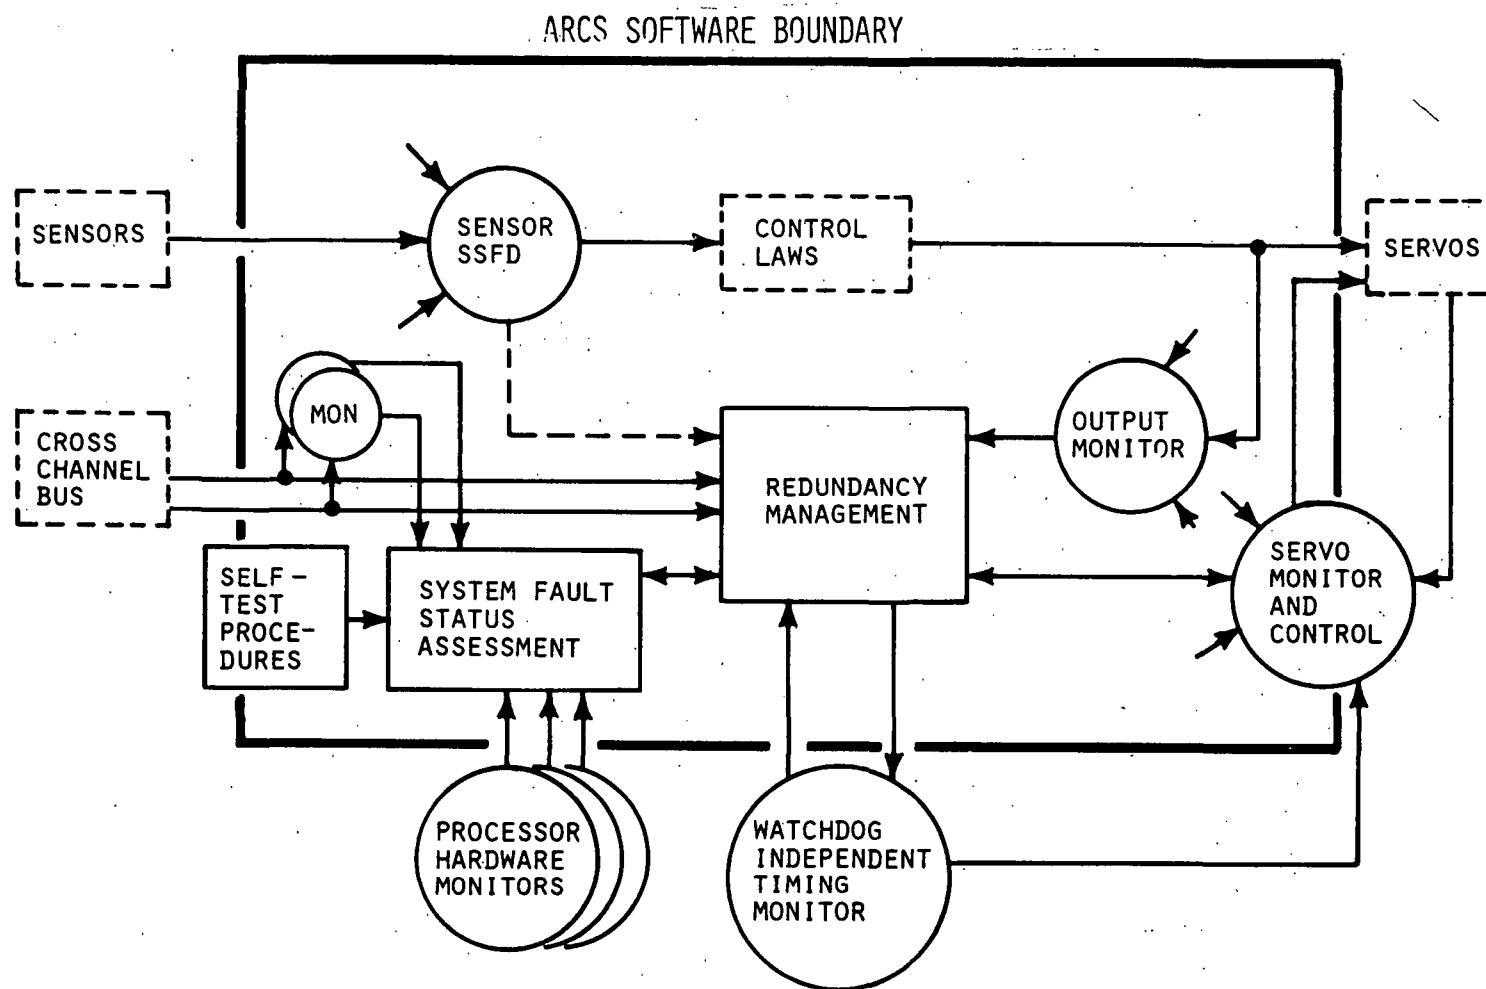 ARCS SOFTWARE BOUNDARY
SENSORS
SENSOR
SSFD
CONTROL
LAWS
SERVOS
MON
CROSS
CHANNEL
BUS
OUTPUT
MONITOR
REDUNDANCY
MANAGEMENT
SELF-
TEST
PROCE-
DURES
SYSTEM FAULT
STATUS
ASSESSMENT
SERVO
MONITOR
AND
CONTROL
PROCESSOR
HARDWARE
MONITORS
WATCHDOG
INDEPENDENT
TIMING
MONITOR